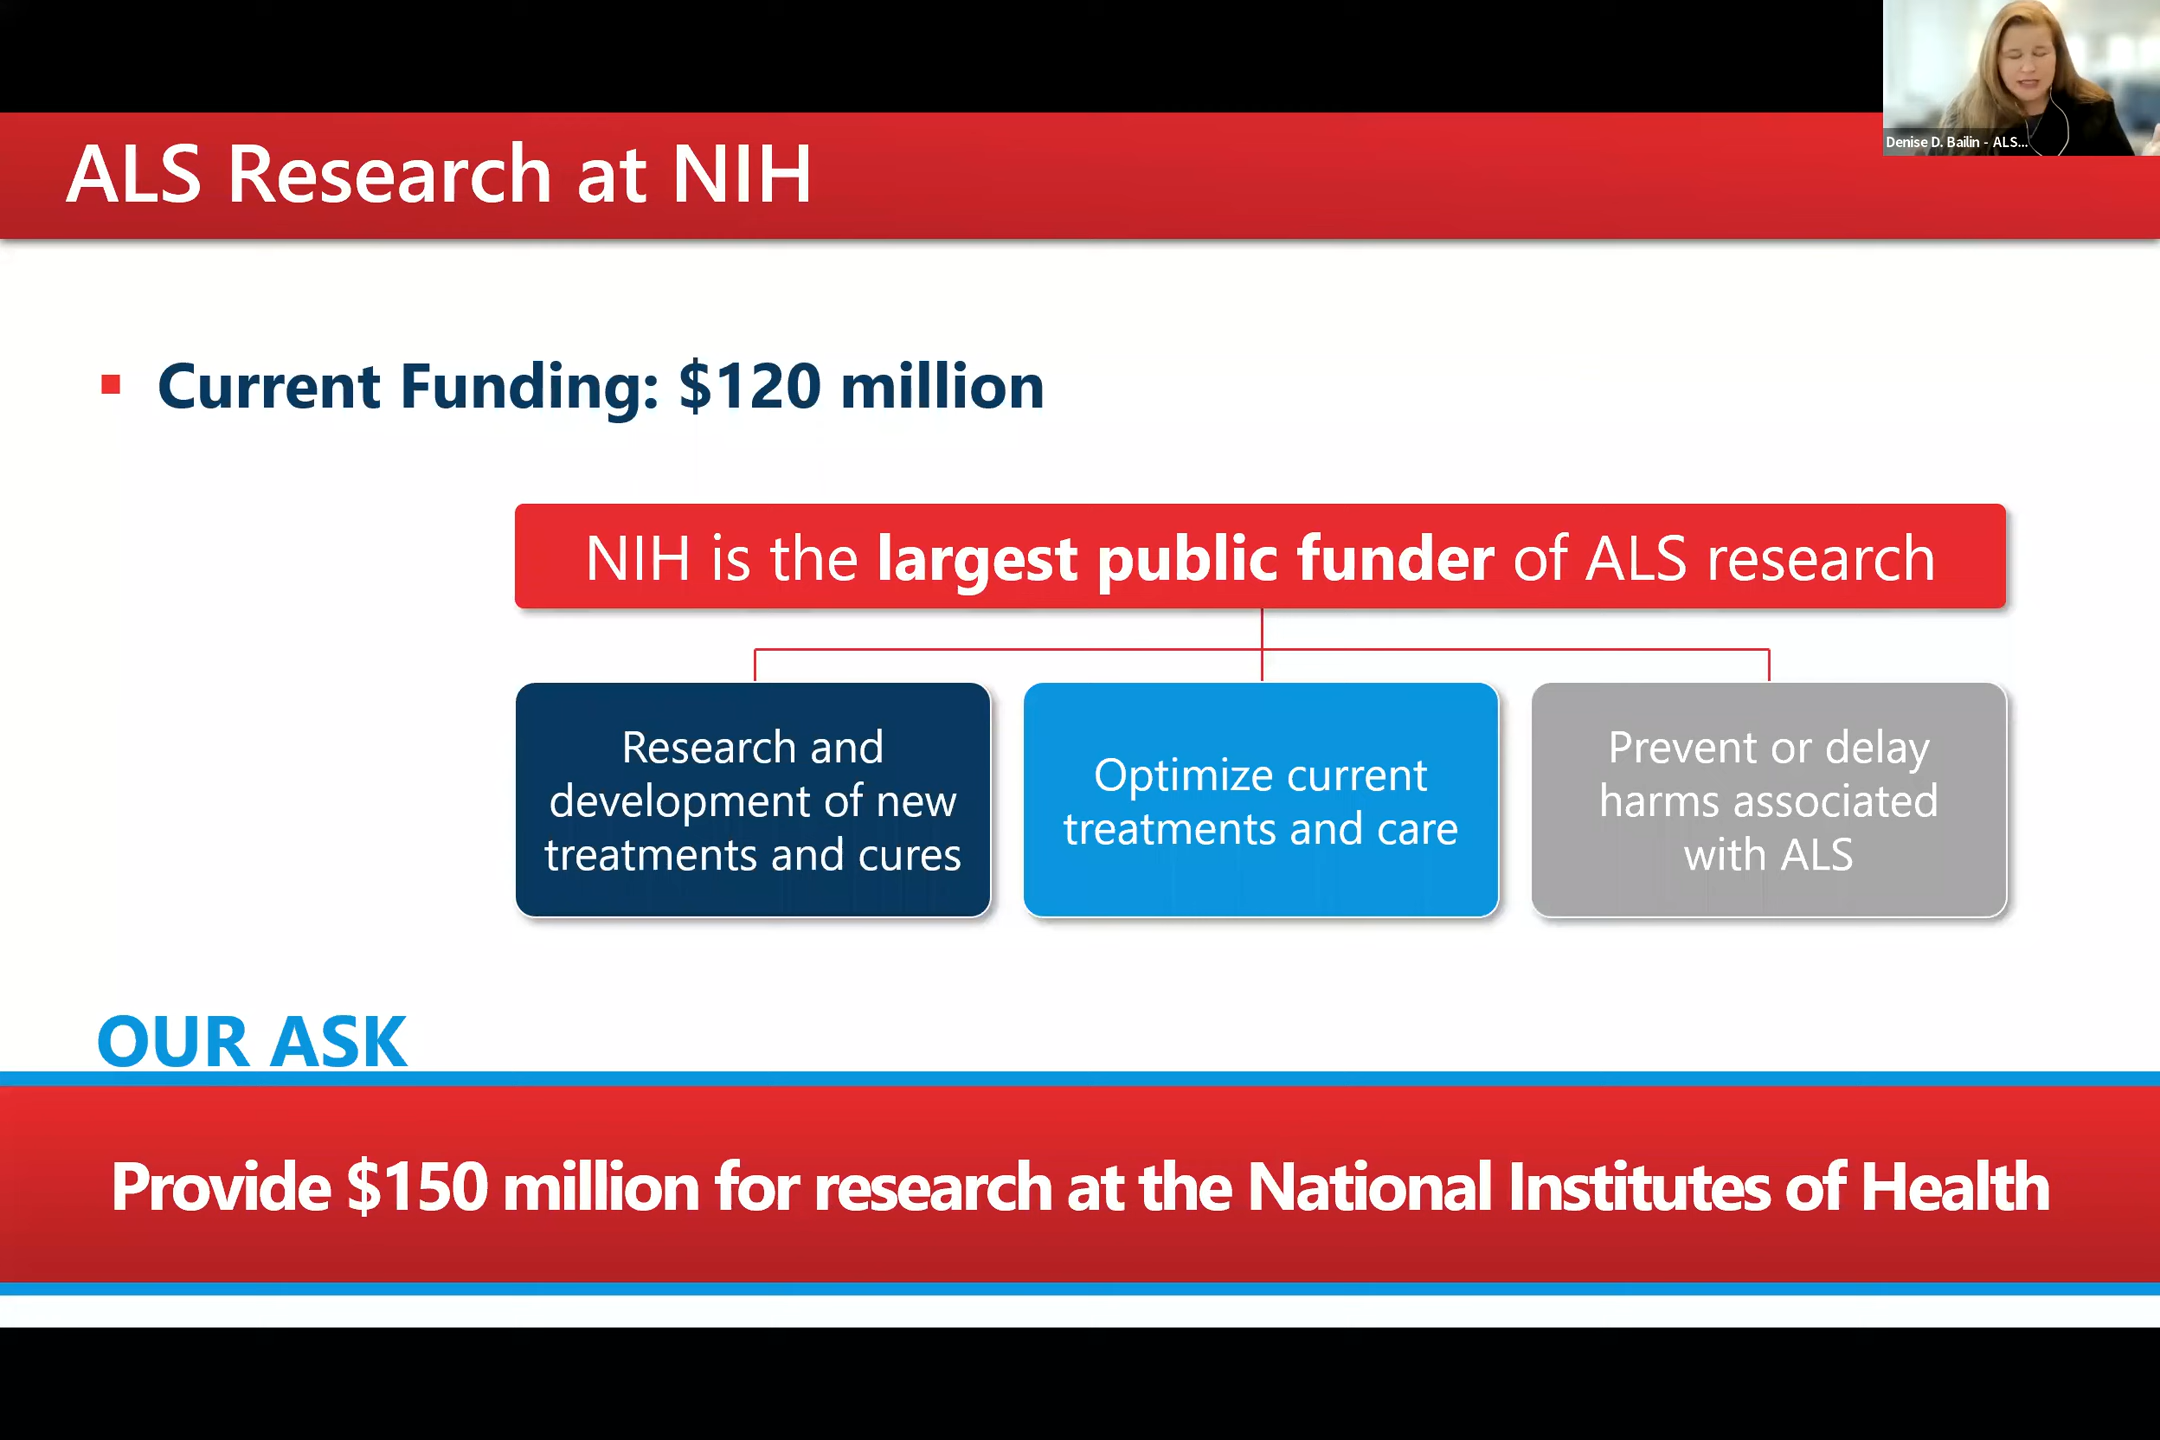 Denise D. Bailin - ALS...
ALS Research at NIH
Current Funding: $120 million
NIH is the largest public funder of ALS research
Research and
development of new
treatments and cures
Optimize current
treatments and care
Prevent or delay
harms associated
with ALS
OUR ASK
Provide $150 million for research at the National Institutes of Health